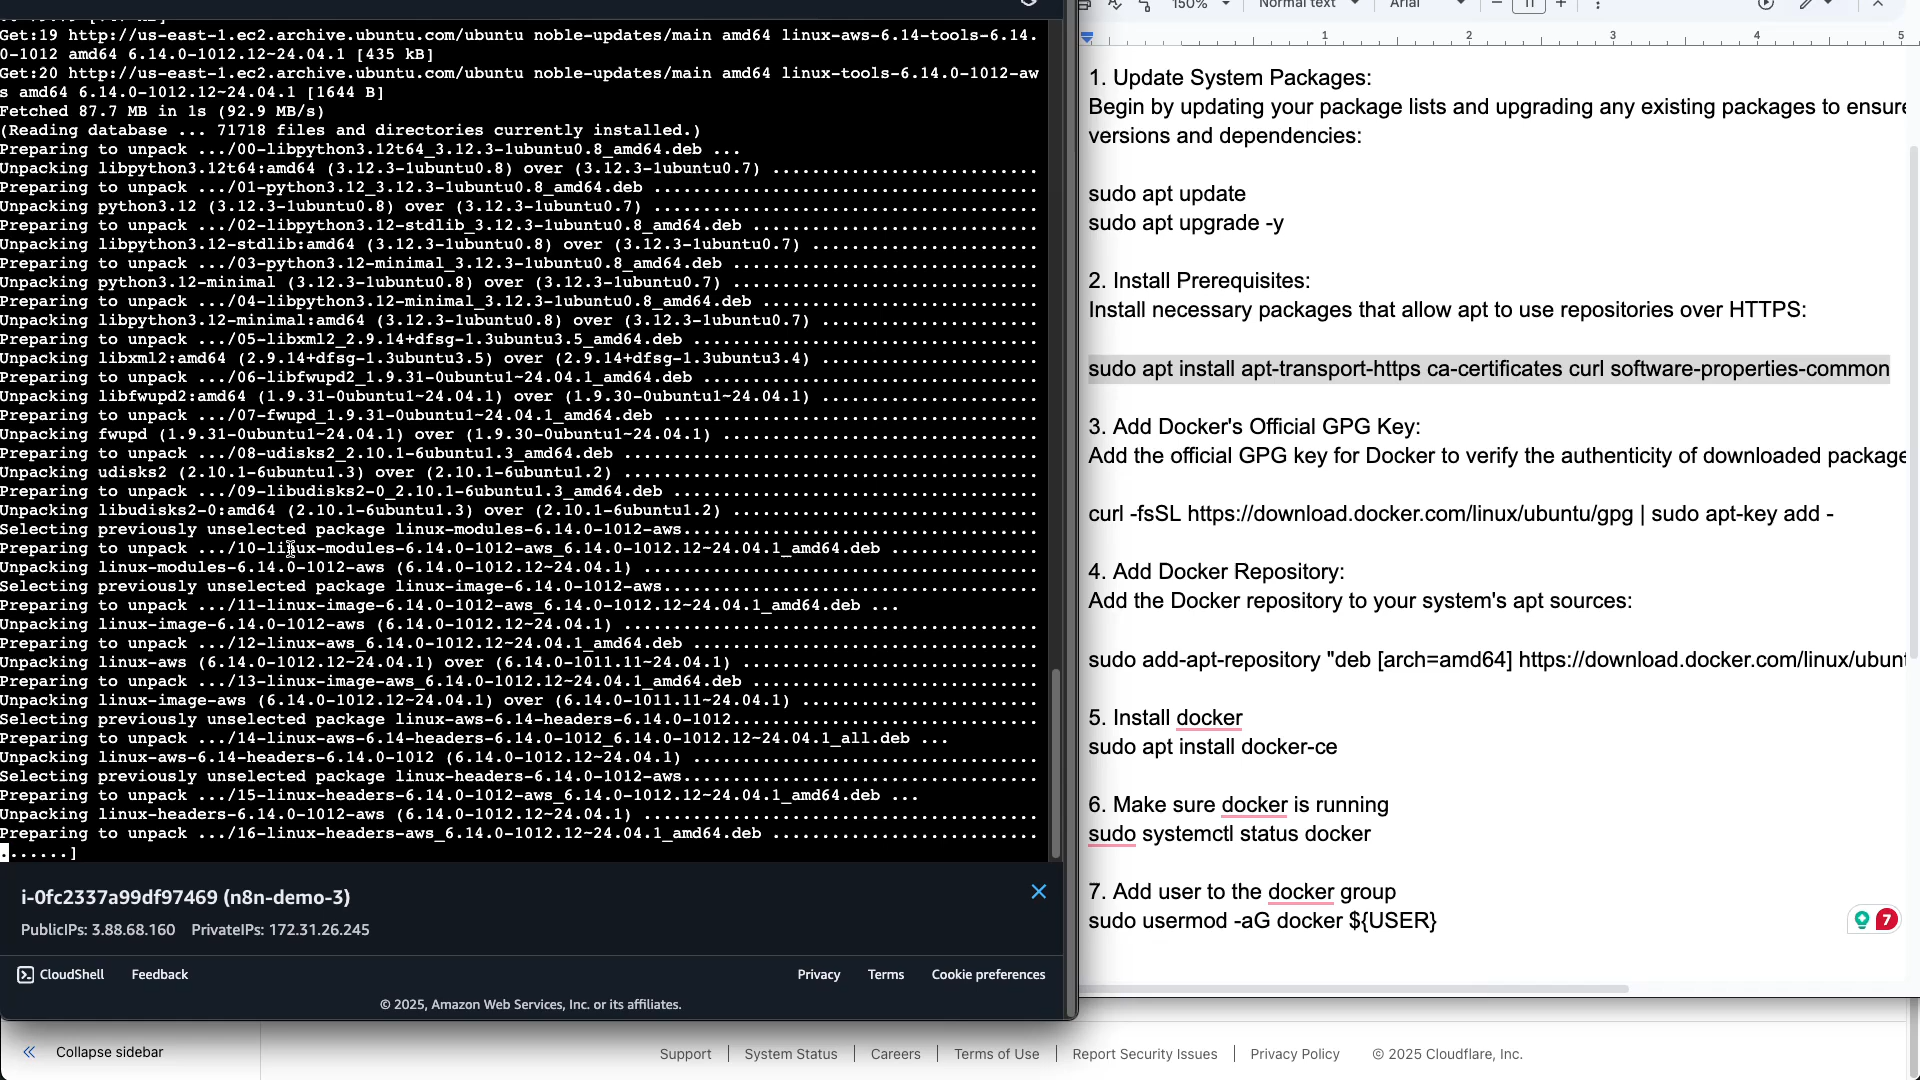 Get:19 http://us-east-1.ec2.archive.ubuntu.com/ubuntu noble-updates/main amd64 linux-aws-6.14-tools-6.14.
0-1012 amd64 6.14.0-1012.12~24.04.1 [435 kB]
Get:20 http://us-east-1.ec2.archive.ubuntu.com/ubuntu noble-updates/main amd64 linux-tools-6.14.0-1012-aw
s amd64 6.14.0-1012.12~24.04.1 [1644 B]
Fetched 87.7 MB in 1s (92.9 MB/s)
(Reading database ... 71718 files and directories currently installed.)
Preparing to unpack .../00-libpython3.12t64_3.12.3-1ubuntu0.8_amd64.deb ...
Unpacking libpython3.12t64:amd64 (3.12.3-1ubuntu0.8) over (3.12.3-1ubuntu0.7) ...........................
Preparing to unpack .../01-python3.12_3.12.3-1ubuntu0.8_amd64.deb .......................................
Unpacking python3.12 (3.12.3-1ubuntu0.8) over (3.12.3-1ubuntu0.7) .......................................
Preparing to unpack .../02-libpython3.12-stdlib_3.12.3-1ubuntu0.8_amd64.deb .............................
Unpacking libpython3.12-stdlib:amd64 (3.12.3-1ubuntu0.8) over (3.12.3-1ubuntu0.7) .......................
Preparing to unpack .../03-python3.12-minimal_3.12.3-1ubuntu0.8_amd64.deb ...............................
Unpacking python3.12-minimal (3.12.3-1ubuntu0.8) over (3.12.3-1ubuntu0.7) ...............................
Preparing to unpack .../04-libpython3.12-minimal_3.12.3-1ubuntu0.8_amd64.deb ............................
Unpacking libpython3.12-minimal:amd64 (3.12.3-1ubuntu0.8) over (3.12.3-1ubuntu0.7) ......................
Preparing to unpack .../05-libxml2_2.9.14+dfsg-1.3ubuntu3.5_amd64.deb ...................................
Unpacking libxml2:amd64 (2.9.14+dfsg-1.3ubuntu3.5) over (2.9.14+dfsg-1.3ubuntu3.4) ......................
Preparing to unpack .../06-libfwupd2_1.9.31-0ubuntu1~24.04.1_amd64.deb ..................................
Unpacking libfwupd2:amd64 (1.9.31-0ubuntu1~24.04.1) over (1.9.30-0ubuntu1~24.04.1) ......................
Preparing to unpack .../07-fwupd_1.9.31-0ubuntu1~24.04.1_amd64.deb ......................................
Unpacking fwupd (1.9.31-0ubuntu1~24.04.1) over (1.9.30-0ubuntu1~24.04.1) ................................
Preparing to unpack .../08-udisks2_2.10.1-6ubuntu1.3_amd64.deb ..........................................
Unpacking udisks2 (2.10.1-6ubuntu1.3) over (2.10.1-6ubuntu1.2) ..........................................
Preparing to unpack .../09-libudisks2-0_2.10.1-6ubuntu1.3_amd64.deb .....................................
Unpacking libudisks2-0:amd64 (2.10.1-6ubuntu1.3) over (2.10.1-6ubuntu1.2) ...............................
Selecting previously unselected package linux-modules-6.14.0-1012-aws....................................
Preparing to unpack .../10-linux-modules-6.14.0-1012-aws_6.14.0-1012.12~24.04.1_amd64.deb ...............
Unpacking linux-modules-6.14.0-1012-aws (6.14.0-1012.12~24.04.1) ........................................
Selecting previously unselected package linux-image-6.14.0-1012-aws......................................
Preparing to unpack .../11-linux-image-6.14.0-1012-aws_6.14.0-1012.12~24.04.1_amd64.deb ...
Unpacking linux-image-6.14.0-1012-aws (6.14.0-1012.12~24.04.1) ..........................................
Preparing to unpack .../12-linux-aws_6.14.0-1012.12~24.04.1_amd64.deb ...................................
Unpacking linux-aws (6.14.0-1012.12~24.04.1) over (6.14.0-1011.11~24.04.1) ..............................
Preparing to unpack .../13-linux-image-aws_6.14.0-1012.12~24.04.1_amd64.deb .............................
Unpacking linux-image-aws (6.14.0-1012.12~24.04.1) over (6.14.0-1011.11~24.04.1) ........................
Selecting previously unselected package linux-aws-6.14-headers-6.14.0-1012...............................
Preparing to unpack .../14-linux-aws-6.14-headers-6.14.0-1012_6.14.0-1012.12~24.04.1_all.deb ...
Unpacking linux-aws-6.14-headers-6.14.0-1012 (6.14.0-1012.12~24.04.1) ...................................
Selecting previously unselected package linux-headers-6.14.0-1012-aws....................................
Preparing to unpack .../15-linux-headers-6.14.0-1012-aws_6.14.0-1012.12~24.04.1_amd64.deb ...
Unpacking linux-headers-6.14.0-1012-aws (6.14.0-1012.12~24.04.1) ........................................
Preparing to unpack .../16-linux-headers-aws_6.14.0-1012.12~24.04.1_amd64.deb ...........................
.......]
i-0fc2337a99df97469 (n8n-demo-3)
PublicIPs: 3.88.68.160 PrivateIPs: 172.31.26.245
CloudShell Feedback Privacy Terms Cookie preferences
© 2025, Amazon Web Services, Inc. or its affiliates.
150% Normal text Arial 11
1 2 3 4 5
1. Update System Packages:
Begin by updating your package lists and upgrading any existing packages to ensure
versions and dependencies:
sudo apt update
sudo apt upgrade -y
2. Install Prerequisites:
Install necessary packages that allow apt to use repositories over HTTPS:
sudo apt install apt-transport-https ca-certificates curl software-properties-common
3. Add Docker's Official GPG Key:
Add the official GPG key for Docker to verify the authenticity of downloaded package
curl -fsSL https://download.docker.com/linux/ubuntu/gpg | sudo apt-key add -
4. Add Docker Repository:
Add the Docker repository to your system's apt sources:
sudo add-apt-repository "deb [arch=amd64] https://download.docker.com/linux/ubunt
5. Install docker
sudo apt install docker-ce
6. Make sure docker is running
sudo systemctl status docker
7. Add user to the docker group
sudo usermod -aG docker ${USER}
7
Collapse sidebar
Support System Status Careers Terms of Use Report Security Issues Privacy Policy © 2025 Cloudflare, Inc.